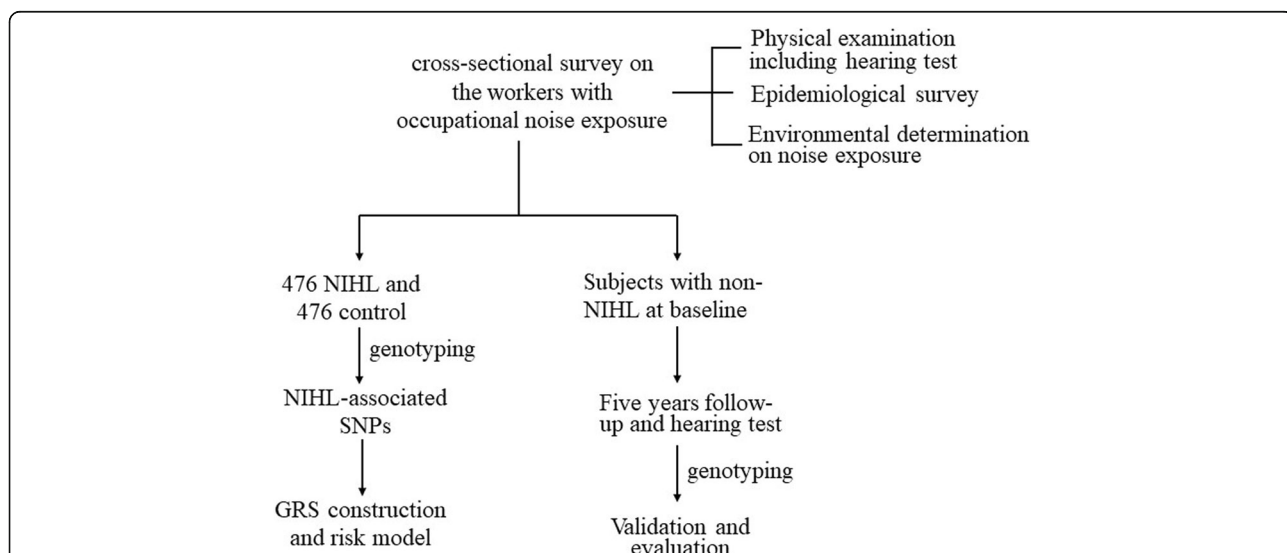 cross-sectional survey on
the workers with
occupational noise exposure
Physical examination
including hearing test
Epidemiological survey
Environmental determination
on noise exposure
476 NIHL and
476 control
genotyping
NIHL-associated
SNPs
GRS construction
and risk model
Subjects with non-
NIHL at baseline
Five years follow-
up and hearing test
genotyping
Validation and
evaluation